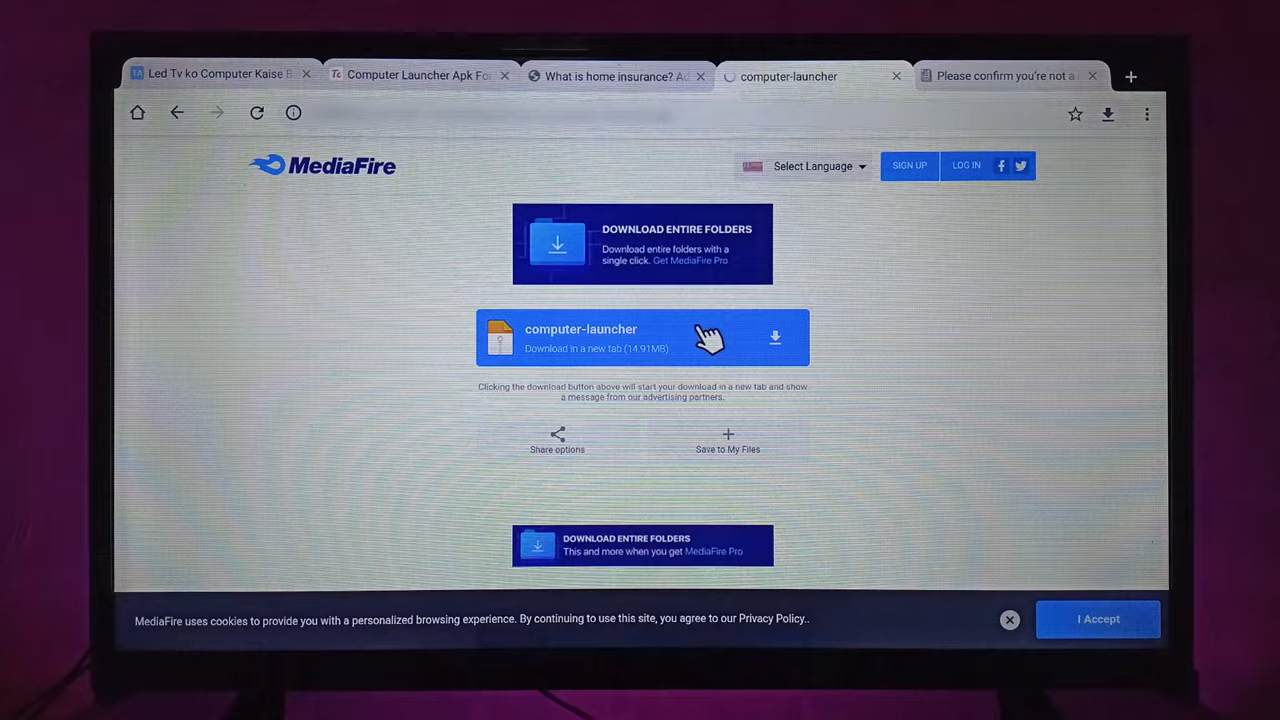 Led Tv ko Computer Kaise B
Computer Launcher Apk For
What is home insurance? Ad
computer-launcher
Please confirm you're not a
MediaFire
Select Language
SIGN UP
LOG IN
DOWNLOAD ENTIRE FOLDERS
Download entire folders with a
single click. Get MediaFire Pro
computer-launcher
Download in a new tab (14.91MB)
Clicking the download button above will start your download in a new tab and show
a message from our advertising partners.
Share options
Save to My Files
DOWNLOAD ENTIRE FOLDERS
This and more when you get MediaFire Pro
MediaFire uses cookies to provide you with a personalized browsing experience. By continuing to use this site, you agree to our Privacy Policy..
I Accept